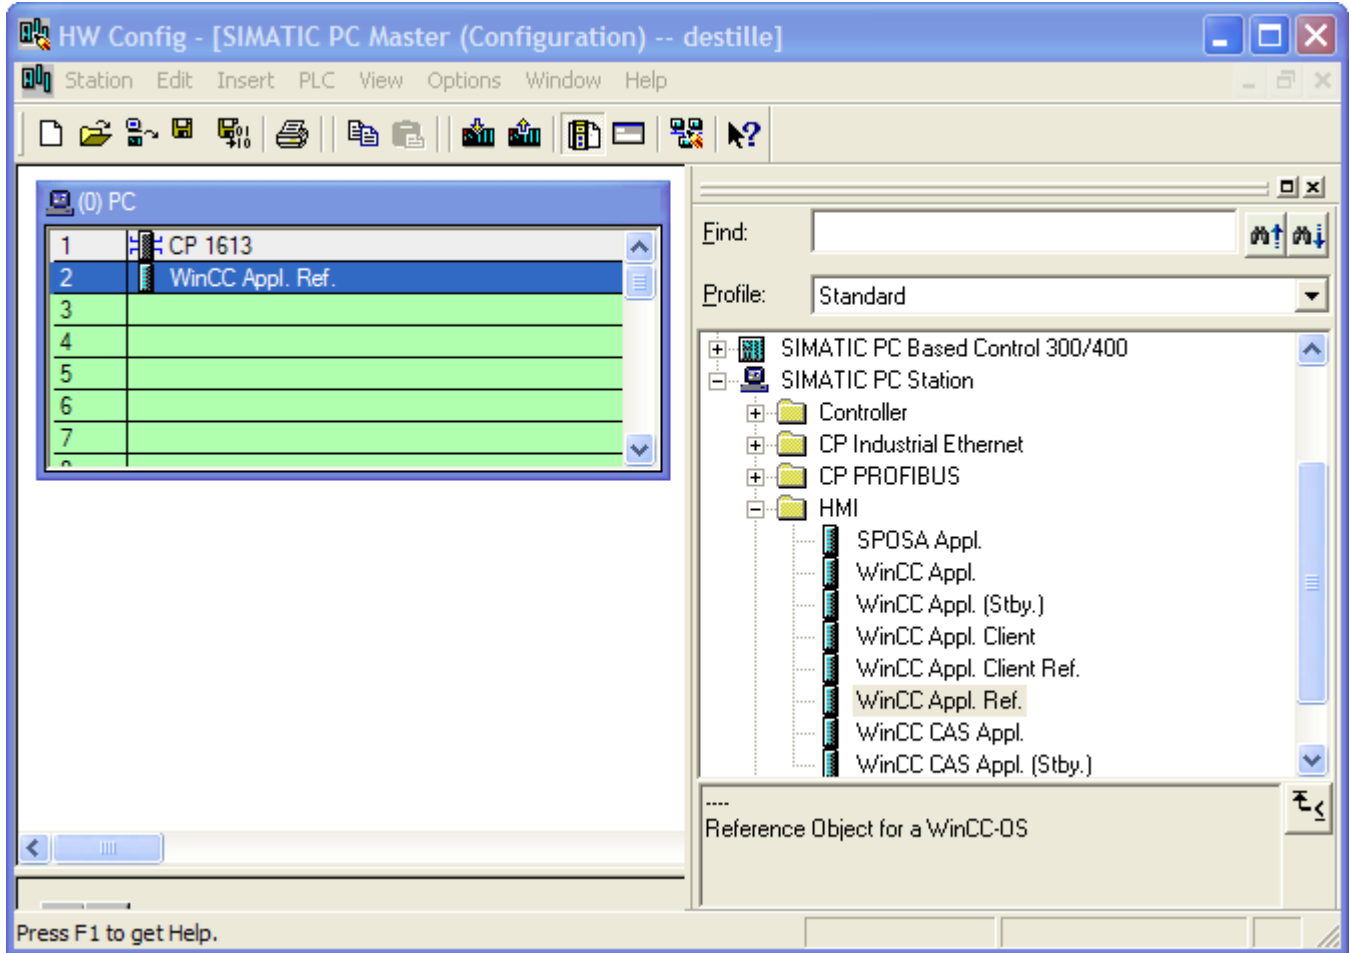 HW Config - [SIMATIC PC Master (Configuration) -- destille]
Station Edit Insert PLC View Options Window Help
(0) PC
1 CP 1613
2 WinCC Appl. Ref.
3
4
5
6
7
Find:
Profile: Standard
SIMATIC PC Based Control 300/400
SIMATIC PC Station
Controller
CP Industrial Ethernet
CP PROFIBUS
HMI
SPOSA Appl.
WinCC Appl.
WinCC Appl. (Stby.)
WinCC Appl. Client
WinCC Appl. Client Ref.
WinCC Appl. Ref.
WinCC CAS Appl.
WinCC CAS Appl. (Stby.)
----
Reference Object for a WinCC-OS
Press F1 to get Help.